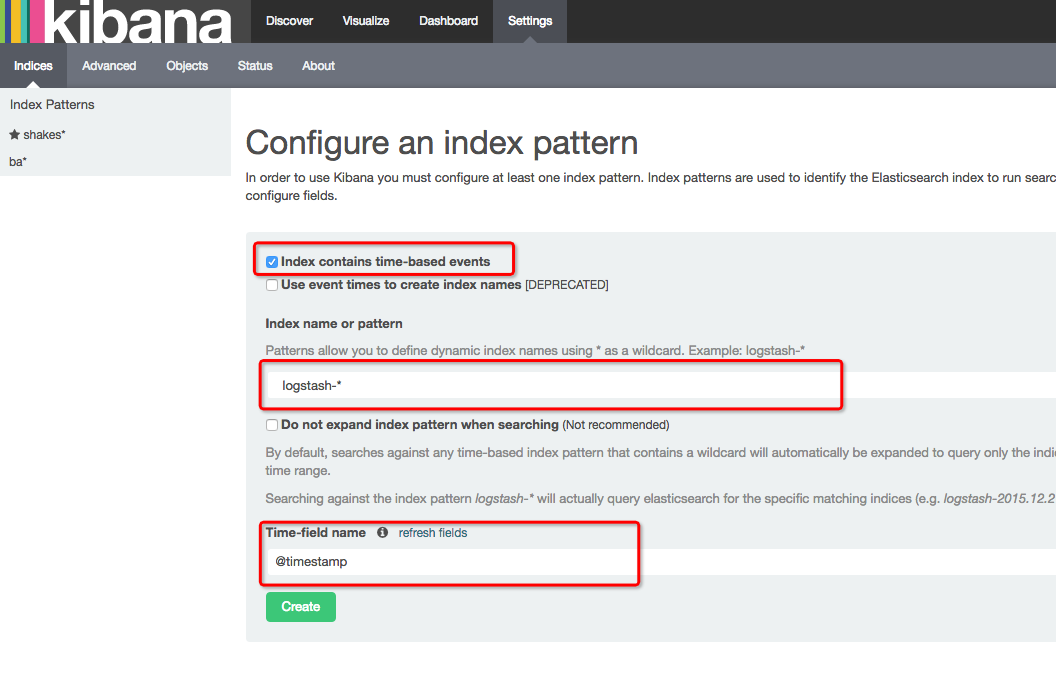 kibana
Discover Visualize Dashboard Settings
Indices Advanced Objects Status About
Index Patterns
shakes*
ba*
Configure an index pattern
In order to use Kibana you must configure at least one index pattern. Index patterns are used to identify the Elasticsearch index to run
configure fields.
Index contains time-based events
Use event times to create index names [DEPRECATED]
Index name or pattern
Patterns allow you to define dynamic index names using * as a wildcard. Example: logstash-*
logstash-*
Do not expand index pattern when searching (Not recommended)
By default, searches against any time-based index pattern that contains a wildcard will automatically be expanded to query only the
time range.
Searching against the index pattern logstash-* will actually query elasticsearch for the specific matching indices (e.g. logstash-2015.12.2
Time-field name refresh fields
@timestamp
Create